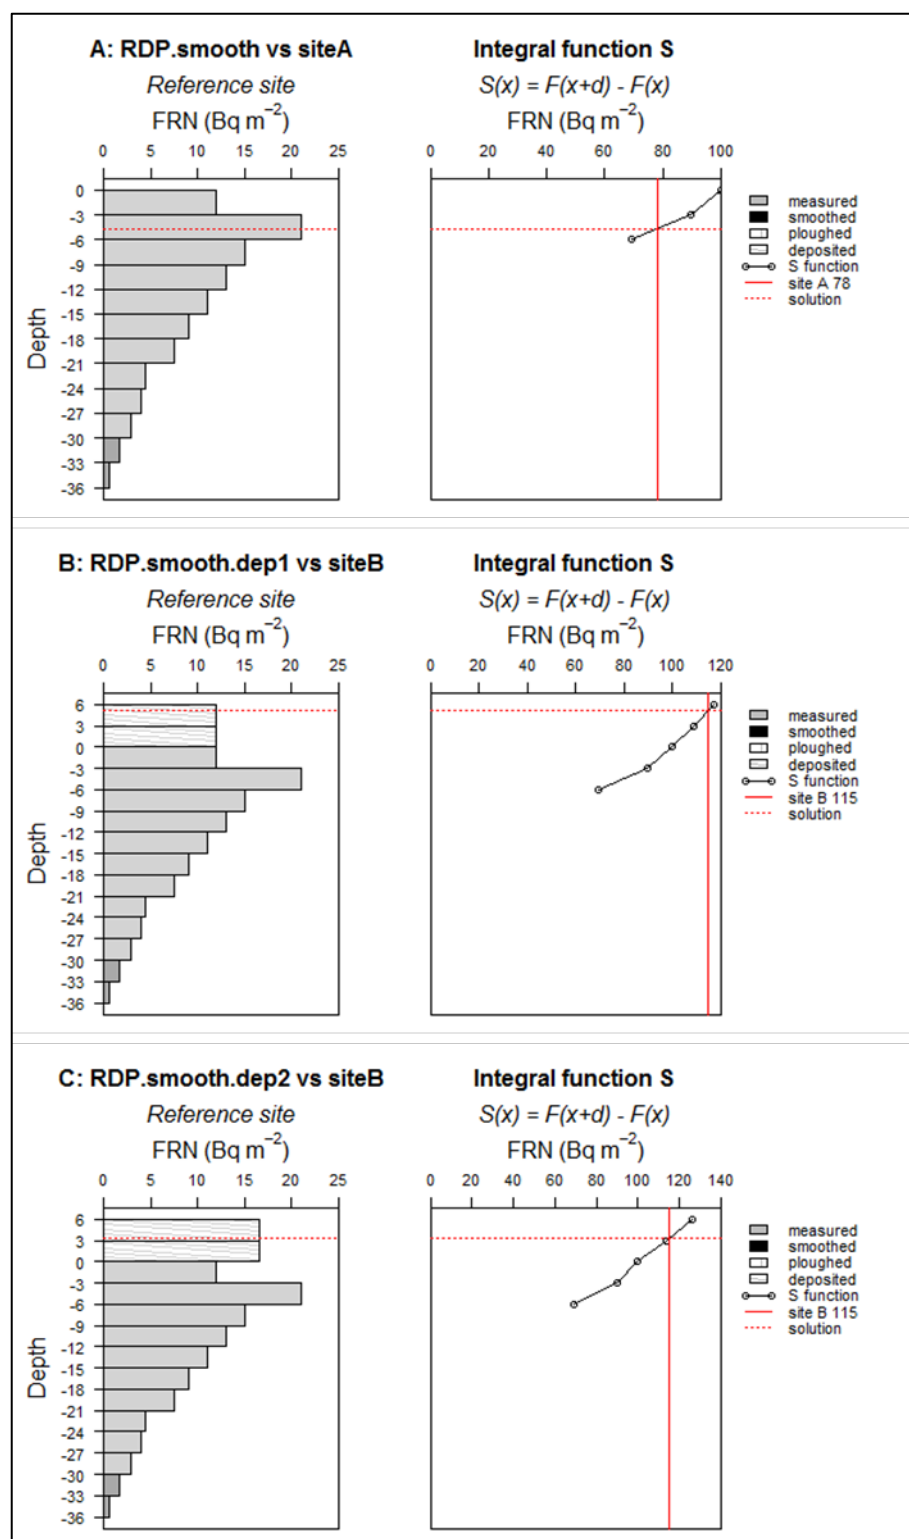 A: RDP.smooth vs siteA
Reference site
FRN (Bq m⁻²)
0 5 10 15 20 25
Depth
0
-3
-6
-9
-12
-15
-18
-21
-24
-27
-30
-33
-36
Integral function S
S(x) = F(x+d) - F(x)
FRN (Bq m⁻²)
0 20 40 60 80 100
measured
smoothed
ploughed
deposited
S function
site A 78
solution
B: RDP.smooth.dep1 vs siteB
Reference site
FRN (Bq m⁻²)
0 5 10 15 20 25
Depth
6
3
0
-3
-6
-9
-12
-15
-18
-21
-24
-27
-30
-33
-36
Integral function S
S(x) = F(x+d) - F(x)
FRN (Bq m⁻²)
0 20 40 60 80 100 120
measured
smoothed
ploughed
deposited
S function
site B 115
solution
C: RDP.smooth.dep2 vs siteB
Reference site
FRN (Bq m⁻²)
0 5 10 15 20 25
Depth
6
3
0
-3
-6
-9
-12
-15
-18
-21
-24
-27
-30
-33
-36
Integral function S
S(x) = F(x+d) - F(x)
FRN (Bq m⁻²)
0 20 40 60 80 100 120 140
measured
smoothed
ploughed
deposited
S function
site B 115
solution